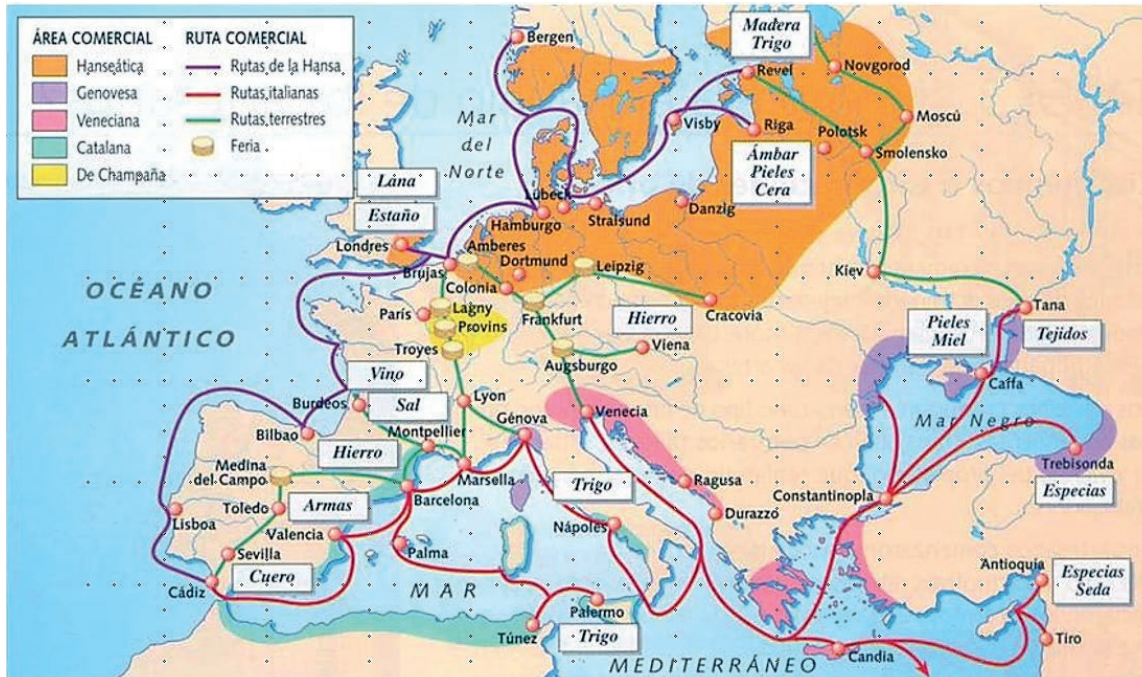 ÁREA COMERCIAL
Hanseática
Genovesa
Veneciana
Catalana
De Champaña
RUTA COMERCIAL
Rutas de la Hansa
Rutas italianas
Rutas terrestres
Feria
Bergen
Mar
del
Norte
Madera
Trigo
Revel
Novgorod
Moscú
Visby
Riga
Polotsk
Smolensko
Ámbar
Pieles
Cera
Lana
Estaño
Londres
Lübeck
Hamburgo
Stralsund
Danzig
Amberes
Brujas
Dortmund
Colonia
Leipzig
Kiev
OCÉANO
ATLÁNTICO
París
Lagny
Provins
Troyes
Frankfurt
Cracovia
Hierro
Viena
Augsburgo
Tana
Tejidos
Pieles
Miel
Caffa
Mar Negro
Trebisonda
Especias
Vino
Sal
Burdeos
Lyon
Génova
Venecia
Bilbao
Hierro
Montpellier
Marsella
Medina
del Campo
Toledo
Armas
Barcelona
Trigo
Ragusa
Durazzo
Constantinopla
Lisboa
Valencia
Sevilla
Cuero
Cádiz
Palma
Nápoles
MAR
Palermo
Trigo
Túnez
Antioquia
Especias
Seda
Tiro
Candia
MEDITERRÁNEO